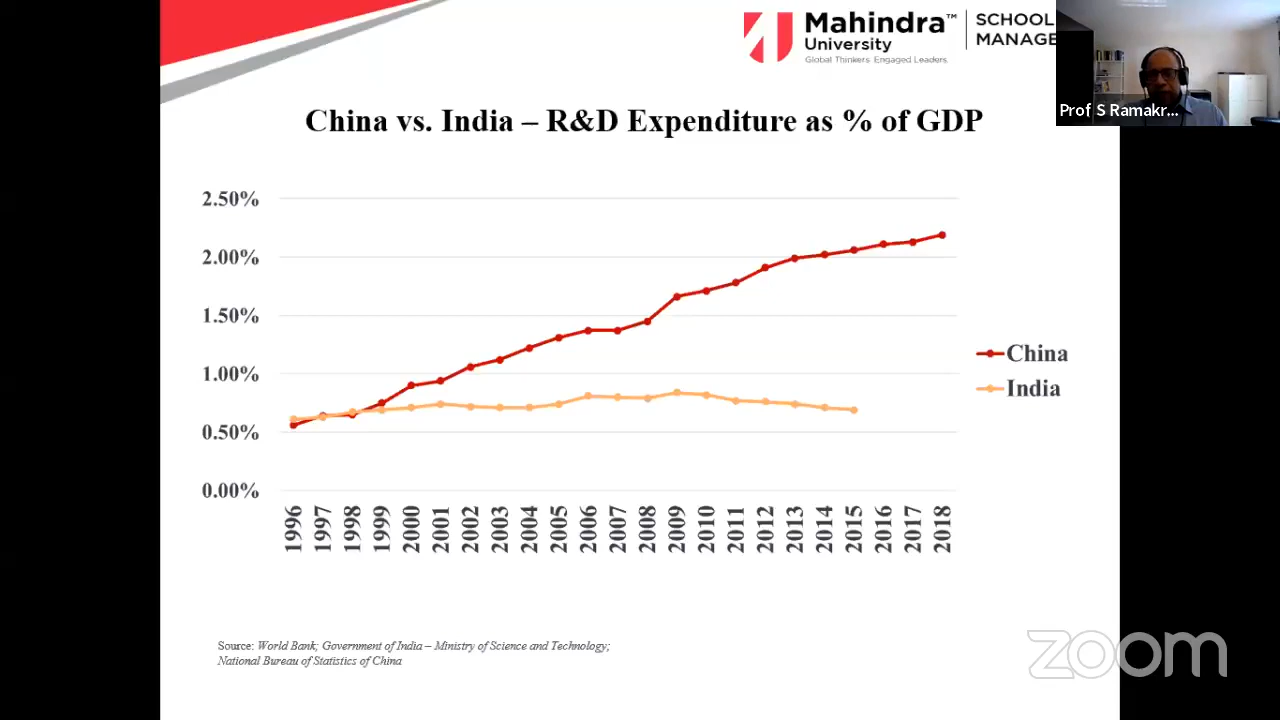 Mahindra™
University
Global Thinkers. Engaged Leaders.
SCHOOL
MANAGE
Prof S Ramakr...
China vs. India – R&D Expenditure as % of GDP
2.50%
2.00%
1.50%
1.00%
0.50%
0.00%
1996
1997
1998
1999
2000
2001
2002
2003
2004
2005
2006
2007
2008
2009
2010
2011
2012
2013
2014
2015
2016
2017
2018
China
India
Source: World Bank; Government of India – Ministry of Science and Technology;
National Bureau of Statistics of China
zoom